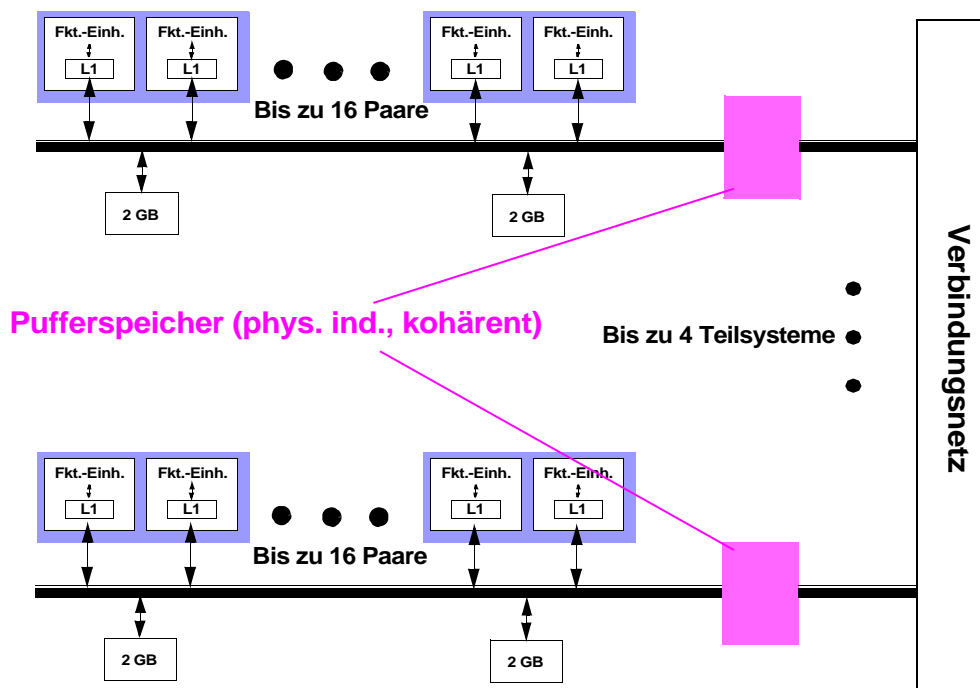 Fkt.-Einh. Fkt.-Einh. Fkt.-Einh. Fkt.-Einh.
L1 L1 L1 L1
Bis zu 16 Paare
2 GB 2 GB
Verbindungsnetz
Pufferspeicher (phys. ind., kohärent)
Bis zu 4 Teilsysteme
Fkt.-Einh. Fkt.-Einh. Fkt.-Einh. Fkt.-Einh.
L1 L1 L1 L1
Bis zu 16 Paare
2 GB 2 GB